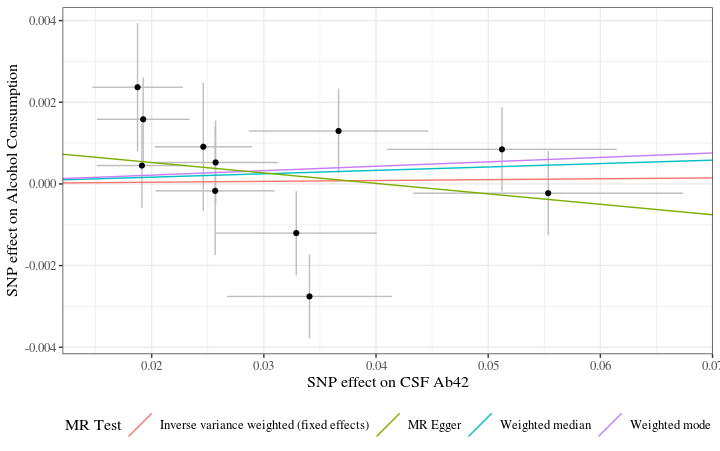 SNP effect on Alcohol Consumption
0.004
0.002
0.000
-0.002
-0.004
0.02 0.03 0.04 0.05 0.06 0.07
SNP effect on CSF Ab42
MR Test Inverse variance weighted (fixed effects) MR Egger Weighted median Weighted mode